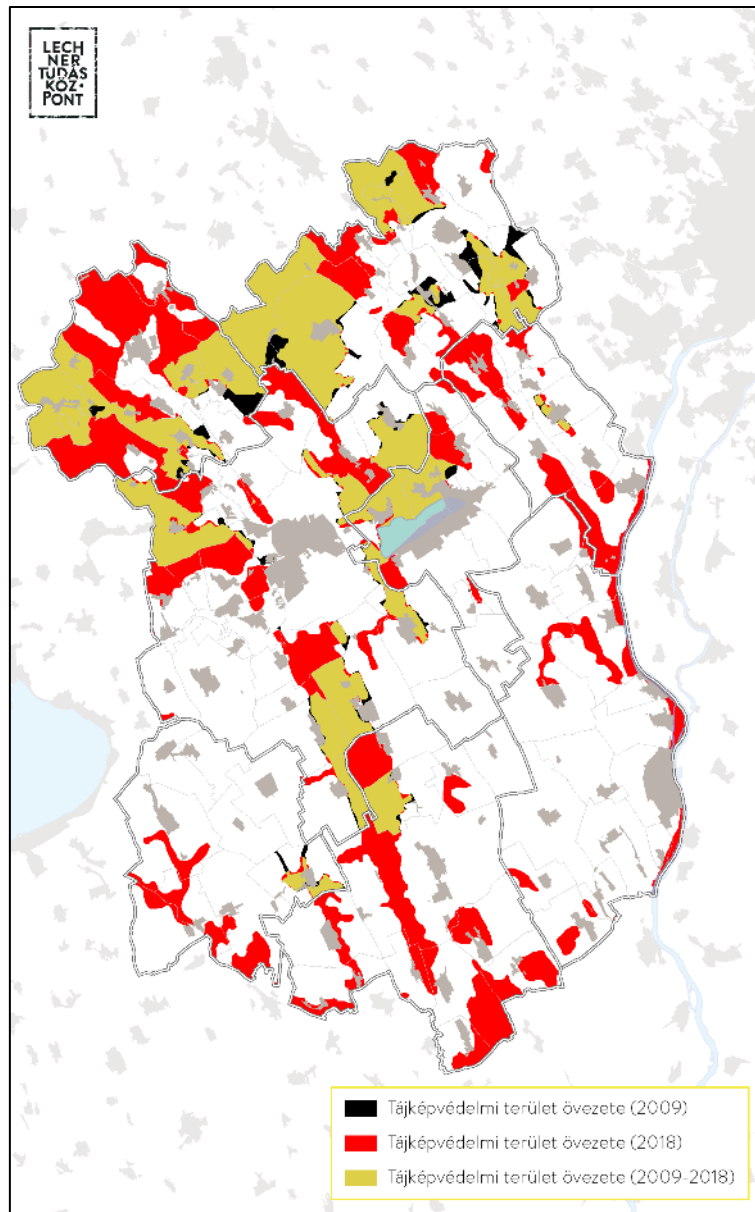 LECH
NER
TUDÁS
KÖZ•
PONT
Tájképvédelmi terület övezete (2009)
Tájképvédelmi terület övezete (2018)
Tájképvédelmi terület övezete (2009-2018)